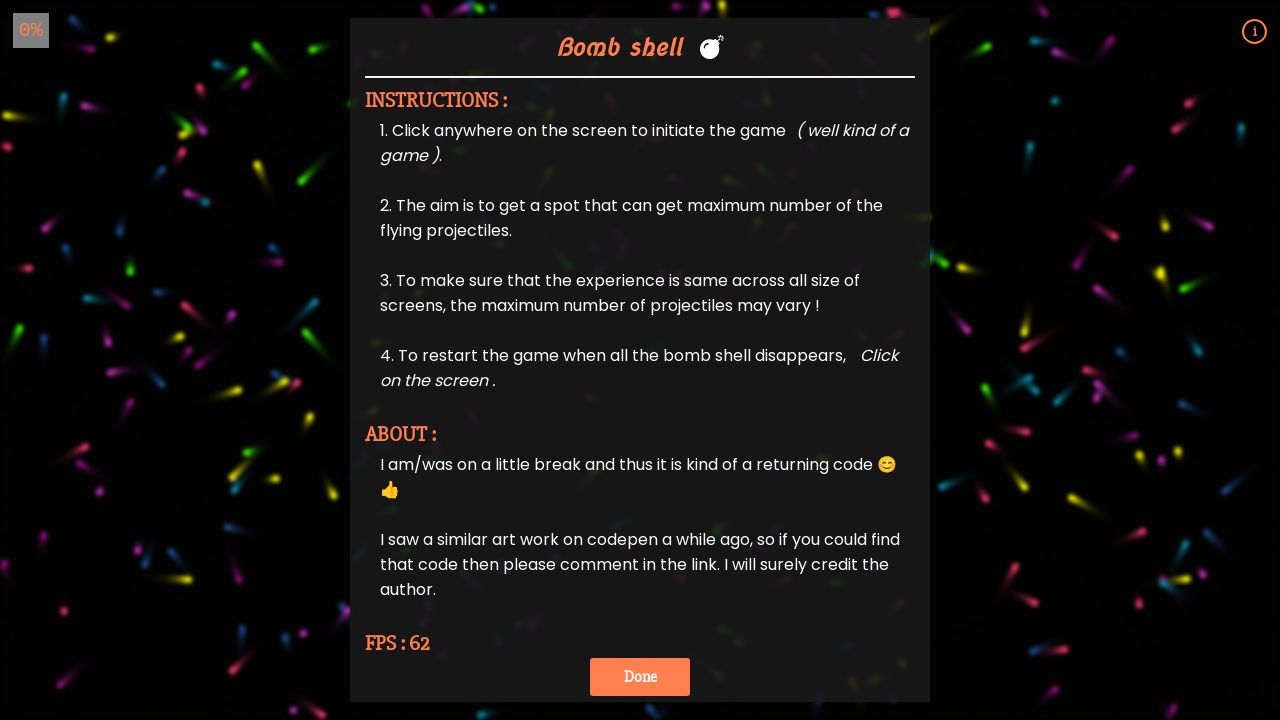 0%
i
Bomb shell 💣
INSTRUCTIONS :
1. Click anywhere on the screen to initiate the game ( well kind of a
game ).
2. The aim is to get a spot that can get maximum number of the
flying projectiles.
3. To make sure that the experience is same across all size of
screens, the maximum number of projectiles may vary !
4. To restart the game when all the bomb shell disappears, Click
on the screen .
ABOUT :
I am/was on a little break and thus it is kind of a returning code 😊
👍
I saw a similar art work on codepen a while ago, so if you could find
that code then please comment in the link. I will surely credit the
author.
FPS : 62
Done